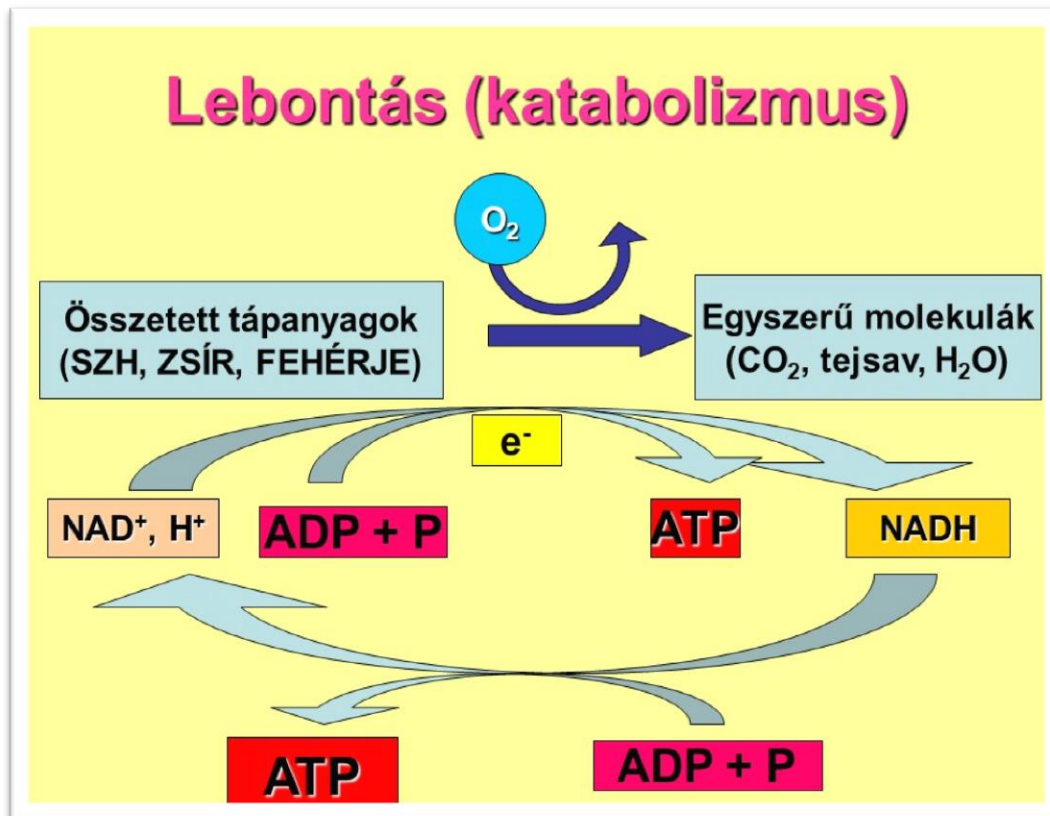 Lebontás (katabolizmus)
O₂
Összetett tápanyagok
(SZH, ZSÍR, FEHÉRJE)
Egyszerű molekulák
(CO₂, tejsav, H₂O)
e⁻
NAD⁺, H⁺
ADP + P
ATP
NADH
ATP
ADP + P